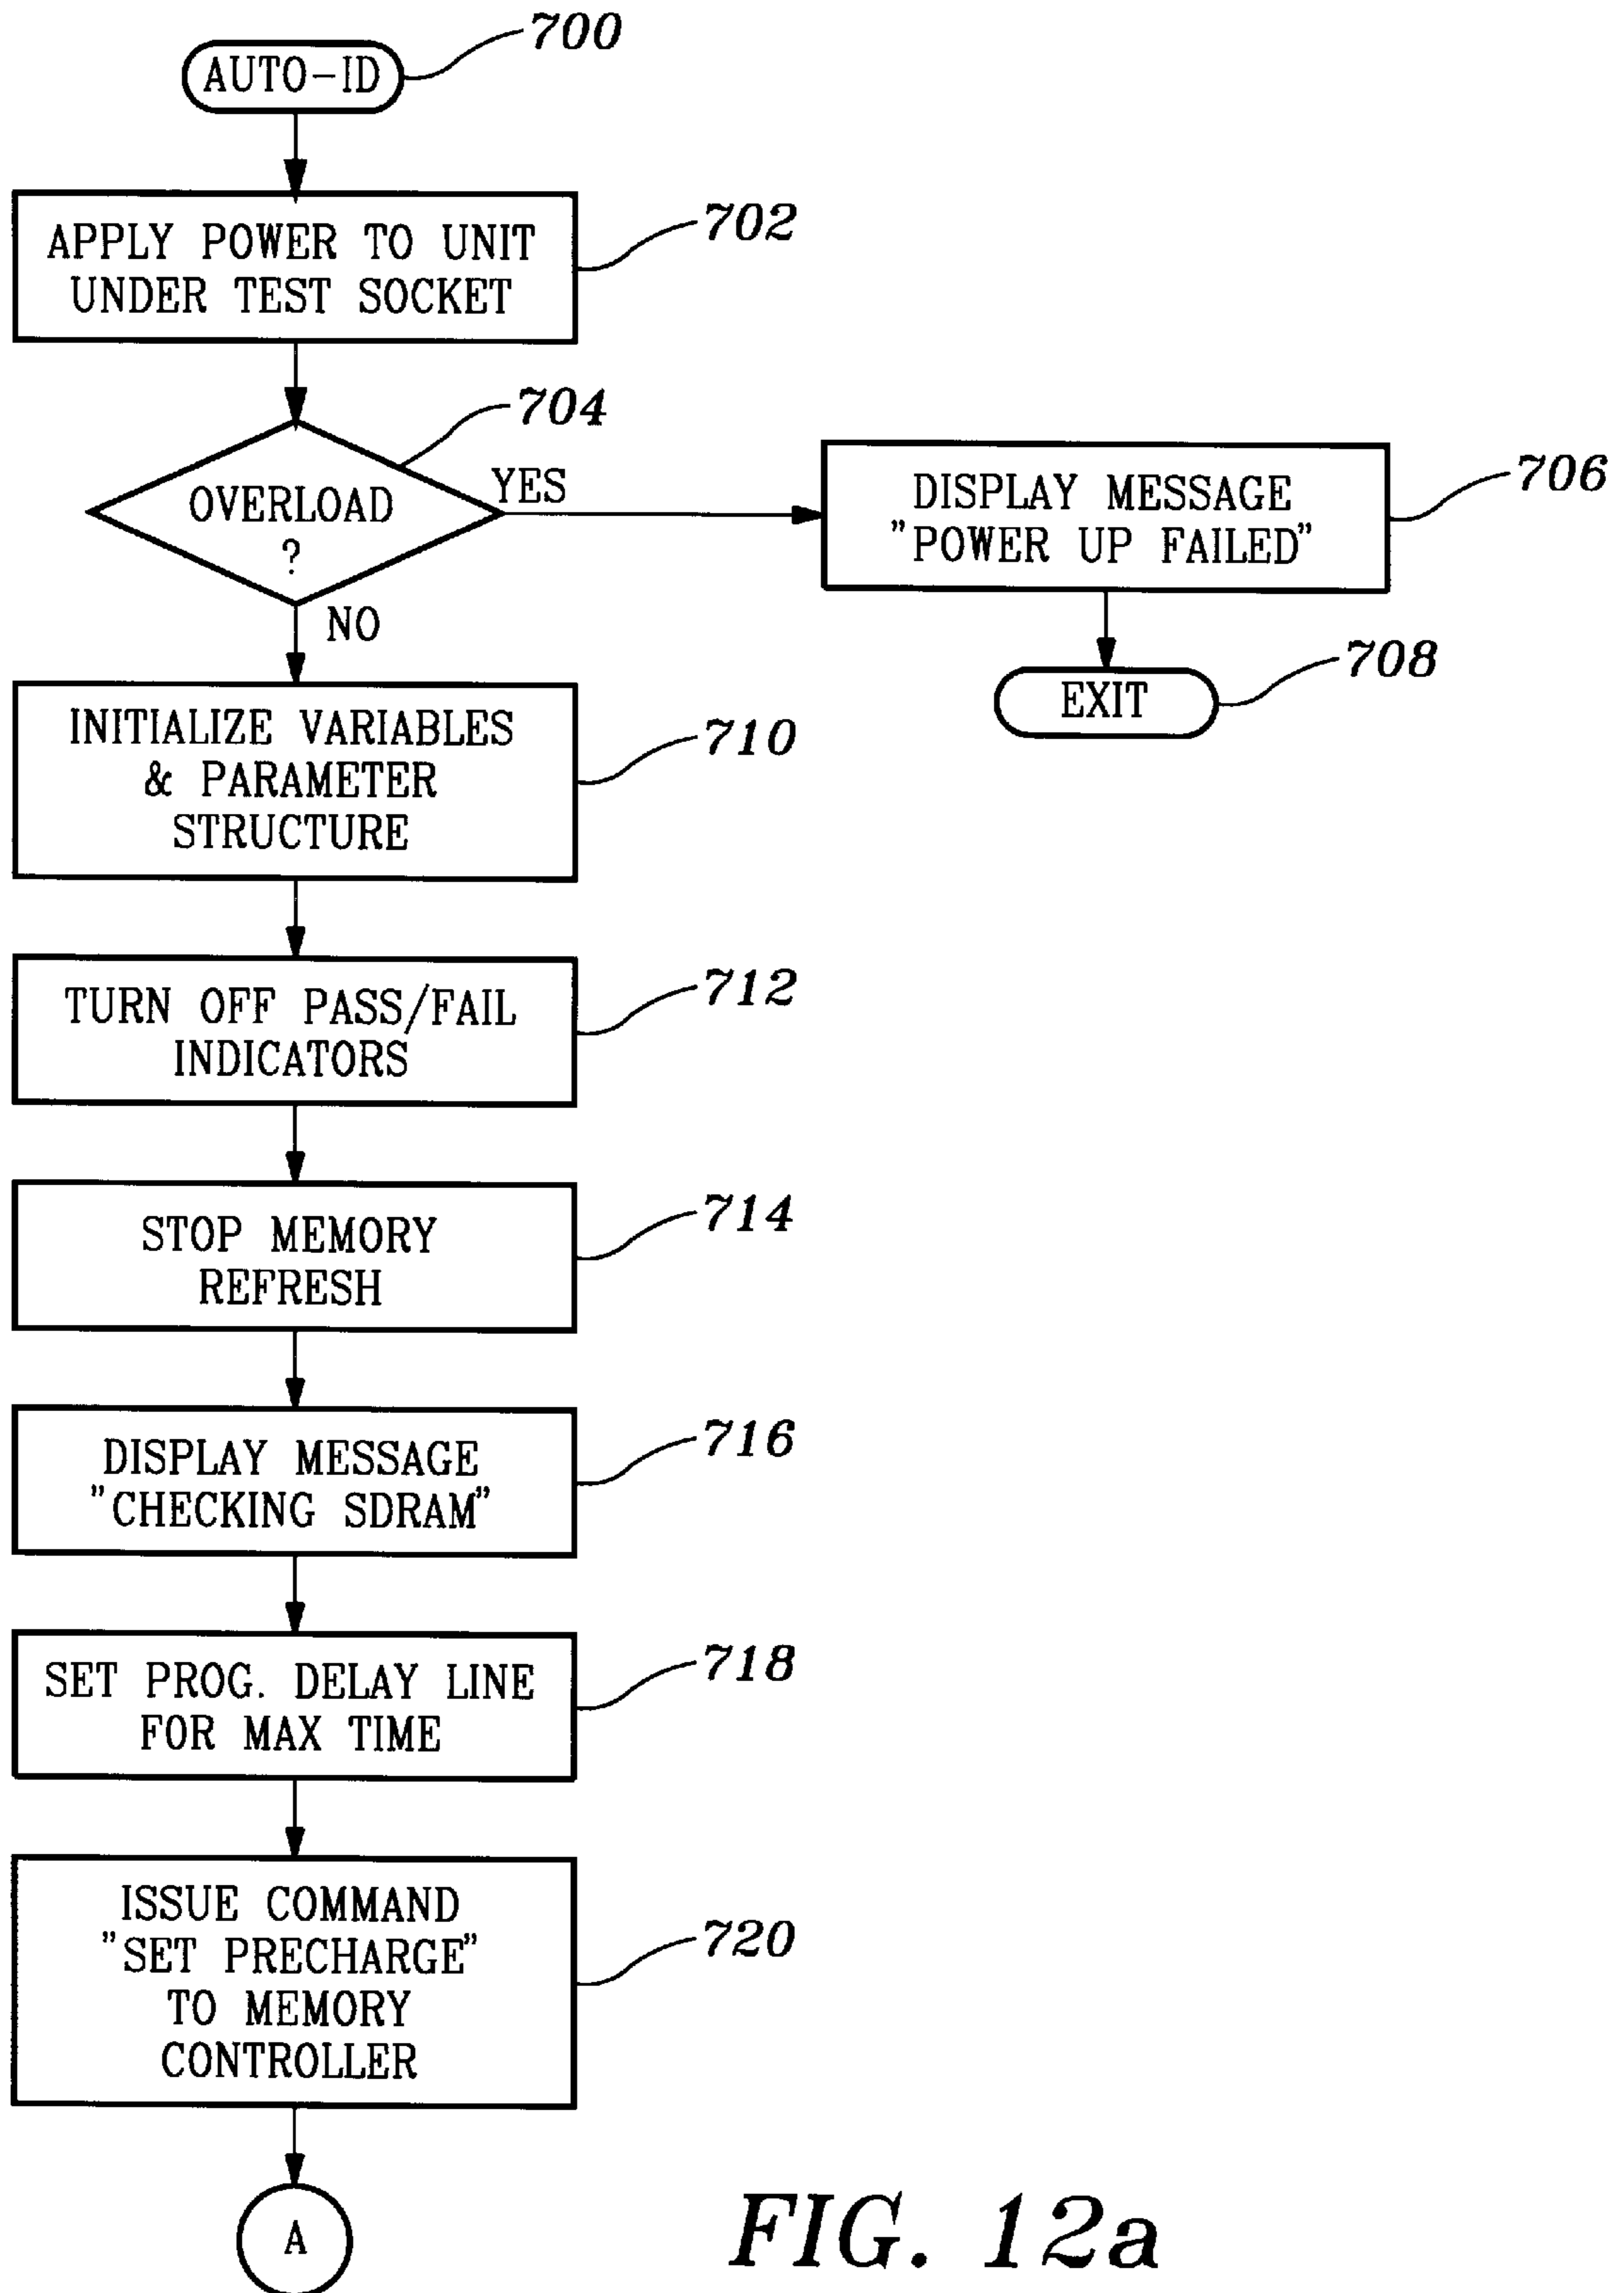 700
AUTO-ID
702
APPLY POWER TO UNIT
UNDER TEST SOCKET
704
OVERLOAD
?
YES
NO
706
DISPLAY MESSAGE
"POWER UP FAILED"
708
EXIT
710
INITIALIZE VARIABLES
& PARAMETER
STRUCTURE
712
TURN OFF PASS/FAIL
INDICATORS
714
STOP MEMORY
REFRESH
716
DISPLAY MESSAGE
"CHECKING SDRAM"
718
SET PROG. DELAY LINE
FOR MAX TIME
720
ISSUE COMMAND
"SET PRECHARGE"
TO MEMORY
CONTROLLER
A
FIG. 12a